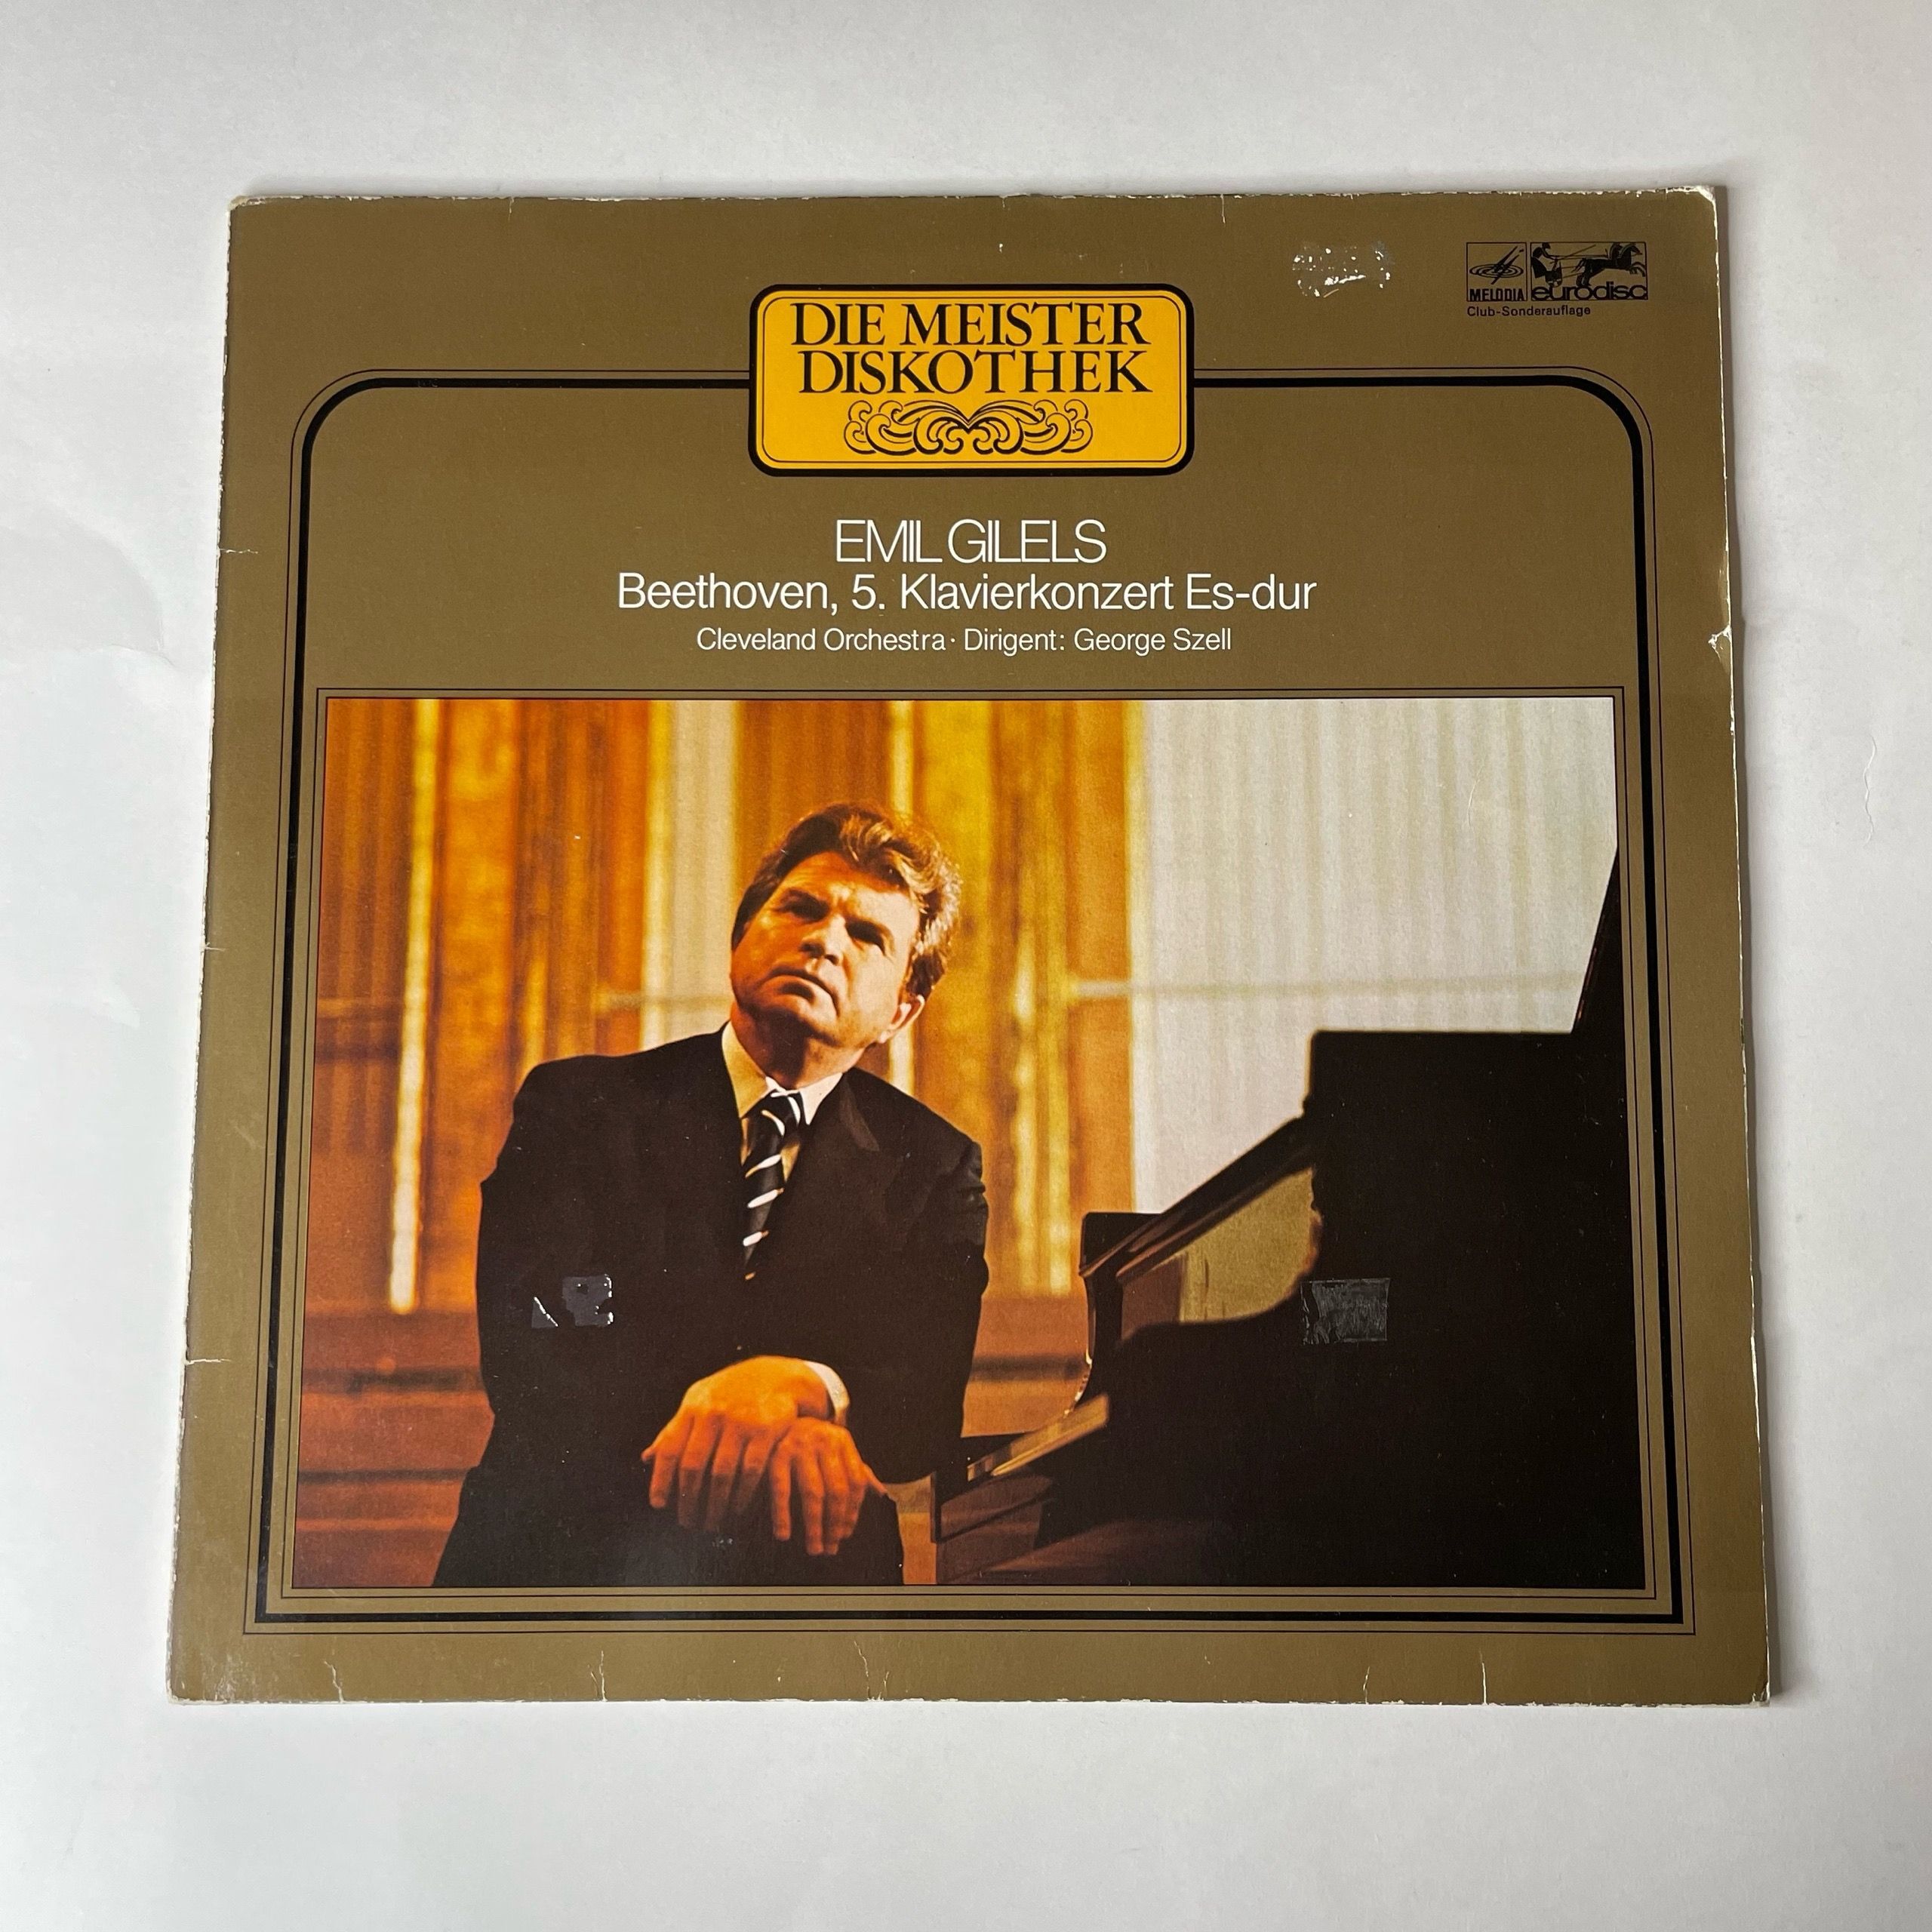 MELODIA eurodisc
Club-Sonderauflage
DIE MEISTER
DISKOTHEK
EMIL GILELS
Beethoven, 5. Klavierkonzert Es-dur
Cleveland Orchestra · Dirigent: George Szell